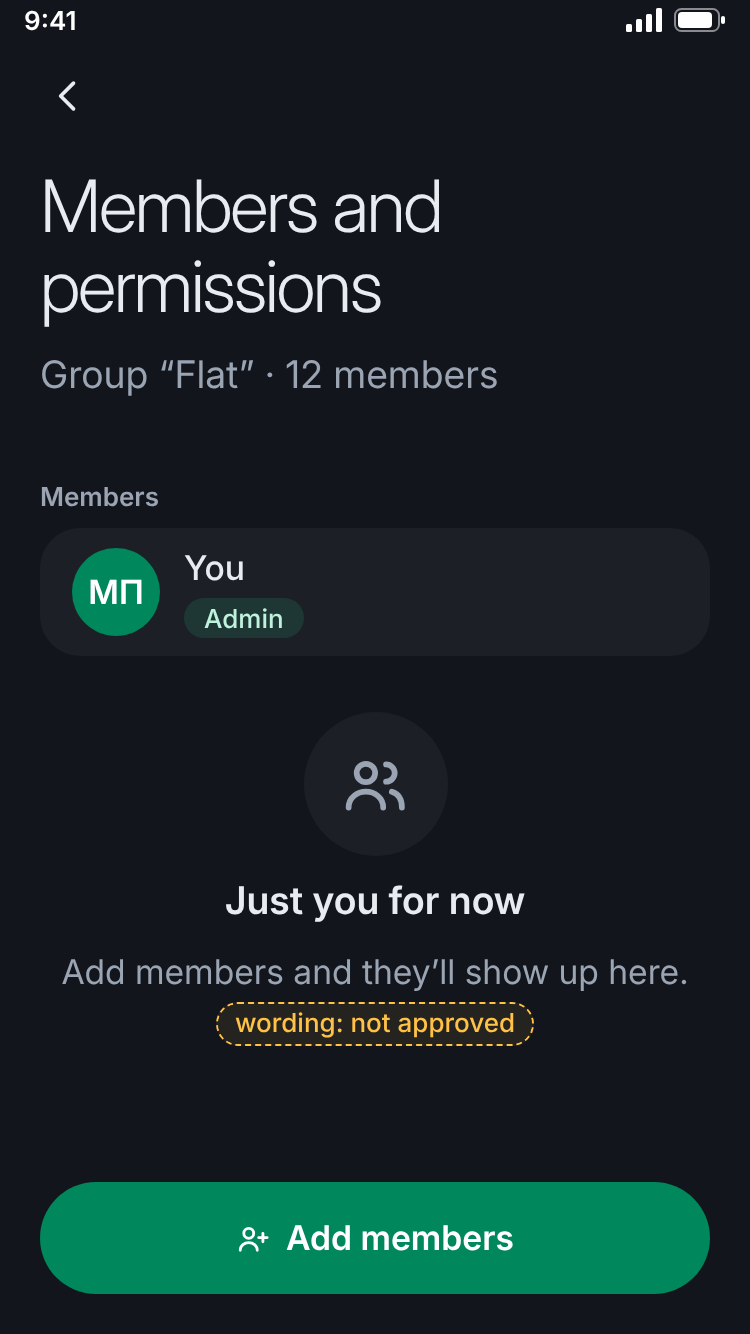 9:41
Members and
permissions
Group “Flat” · 12 members
Members
МП
You
Admin
Just you for now
Add members and they’ll show up here.
wording: not approved
Add members